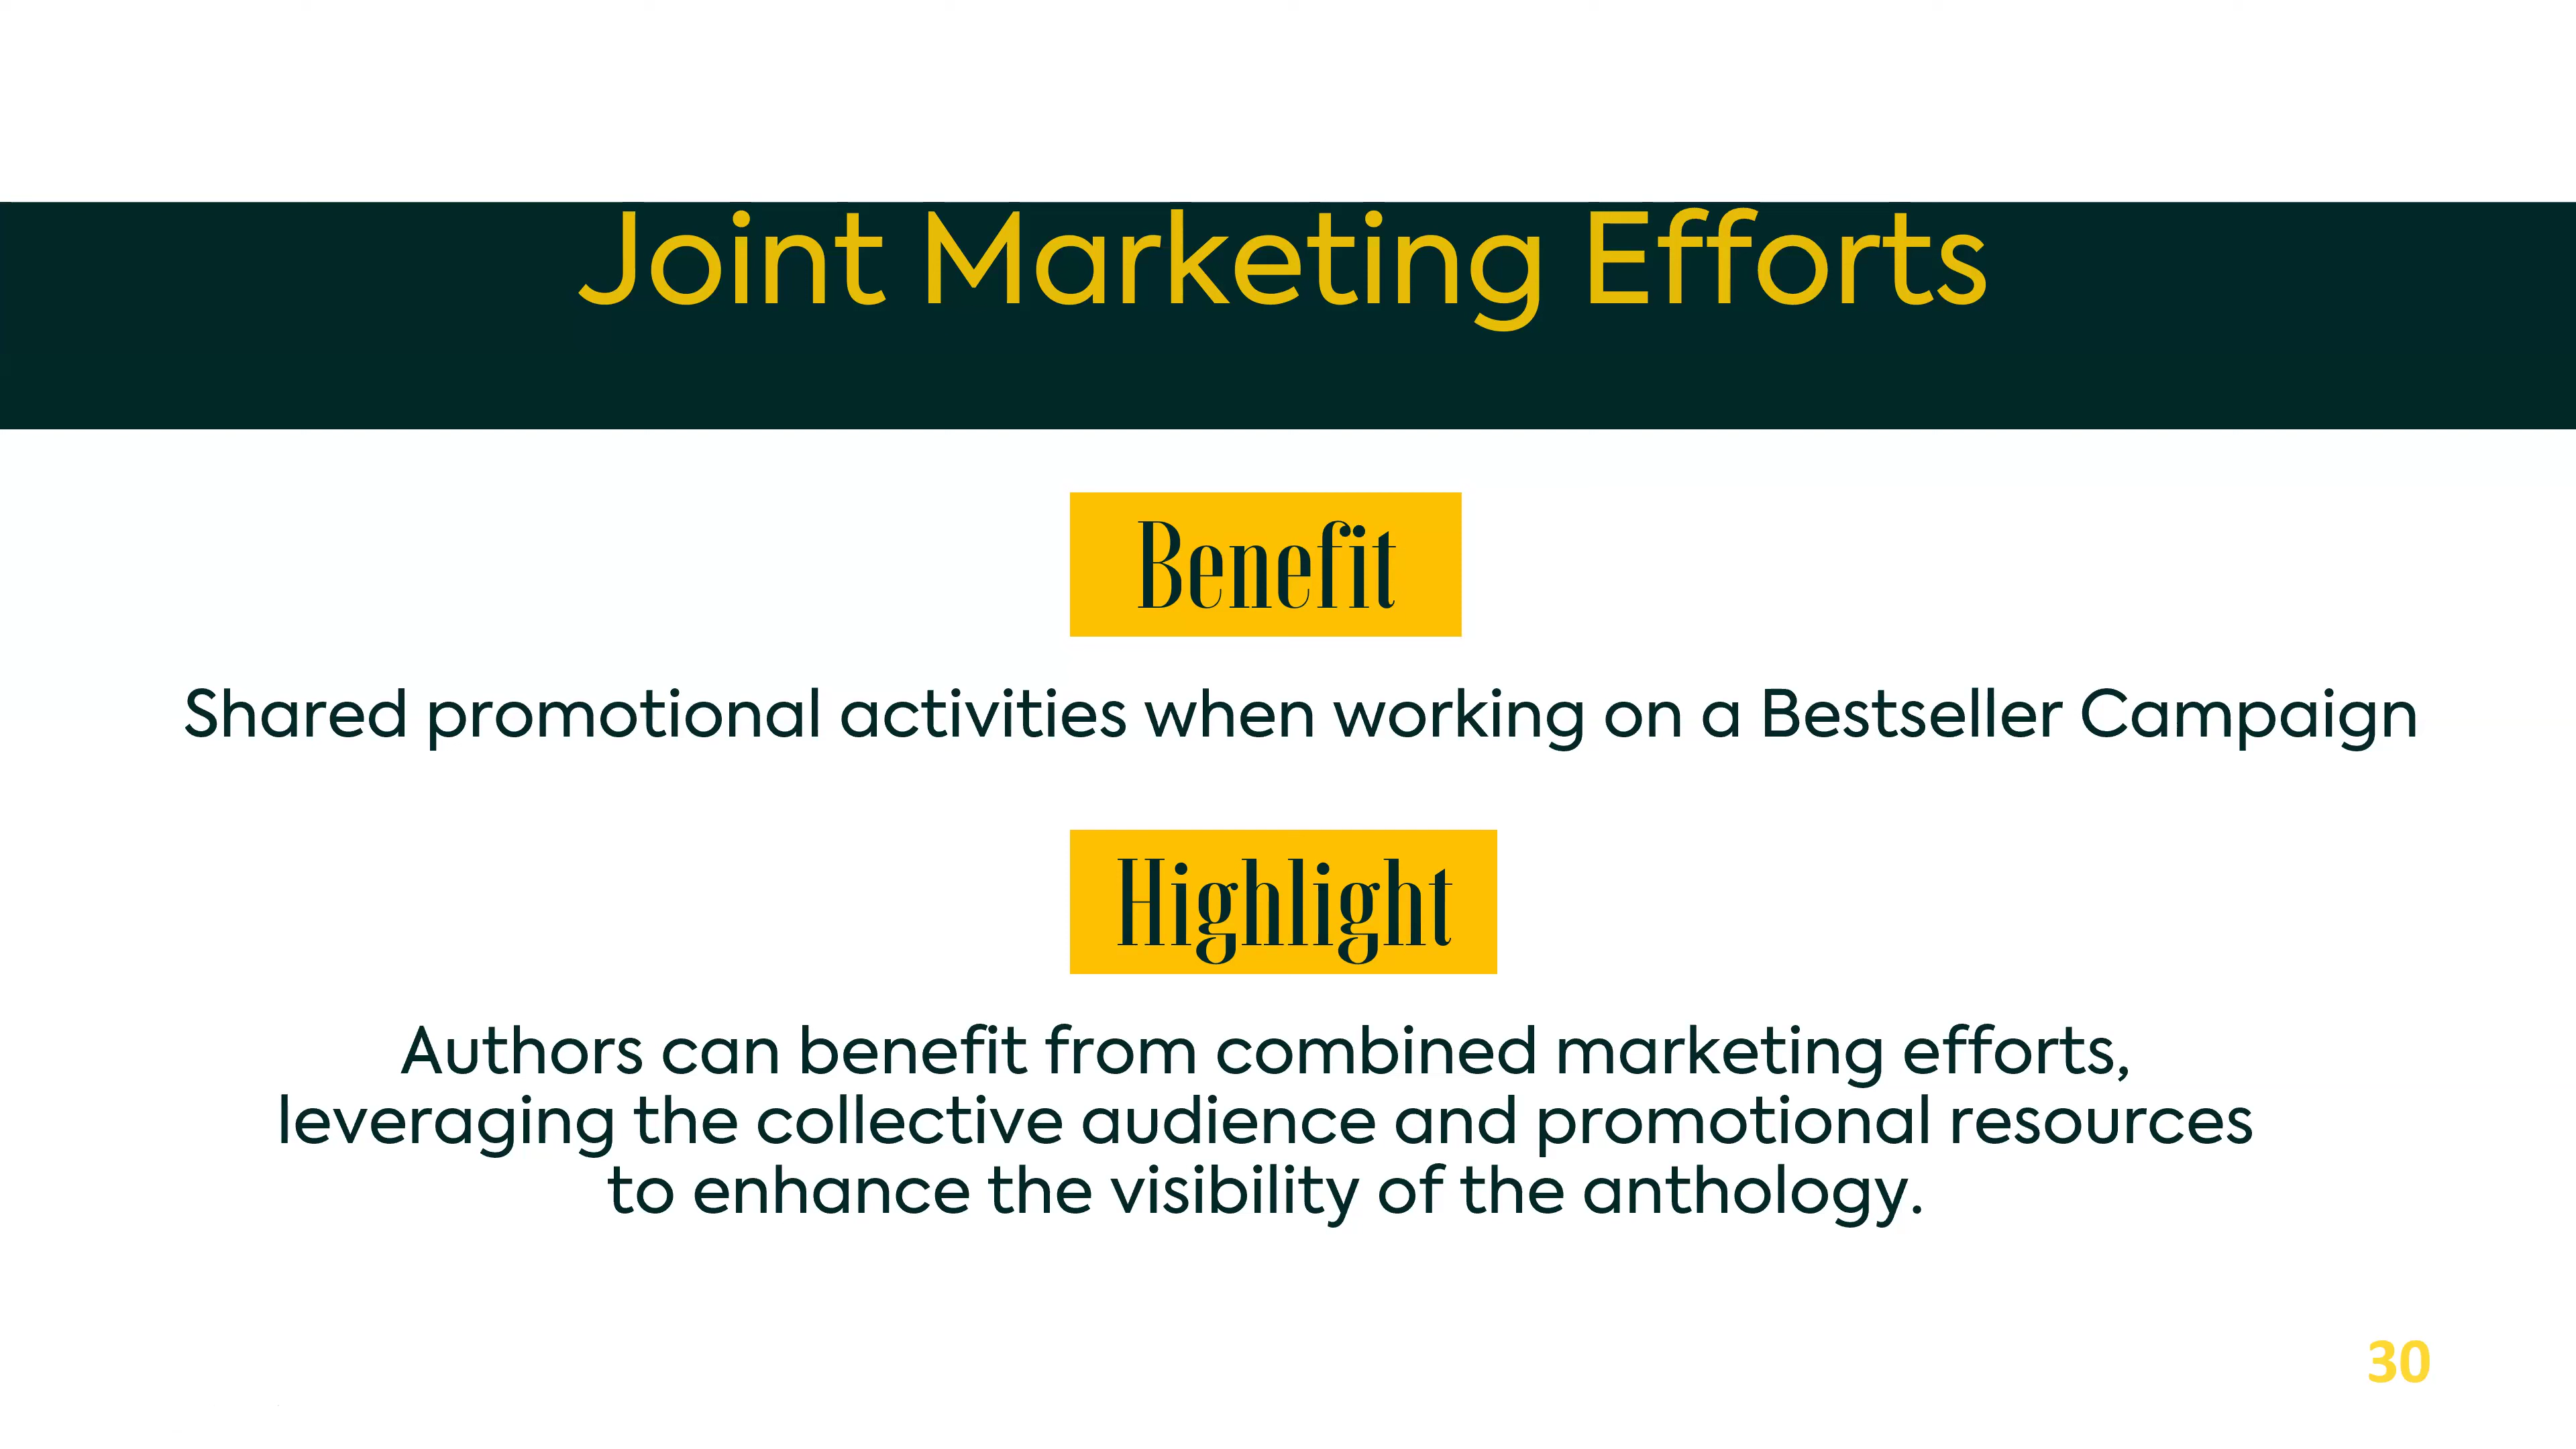 Joint Marketing Efforts
Benefit
Shared promotional activities when working on a Bestseller Campaign
Highlight
Authors can benefit from combined marketing efforts,
leveraging the collective audience and promotional resources
to enhance the visibility of the anthology.
30